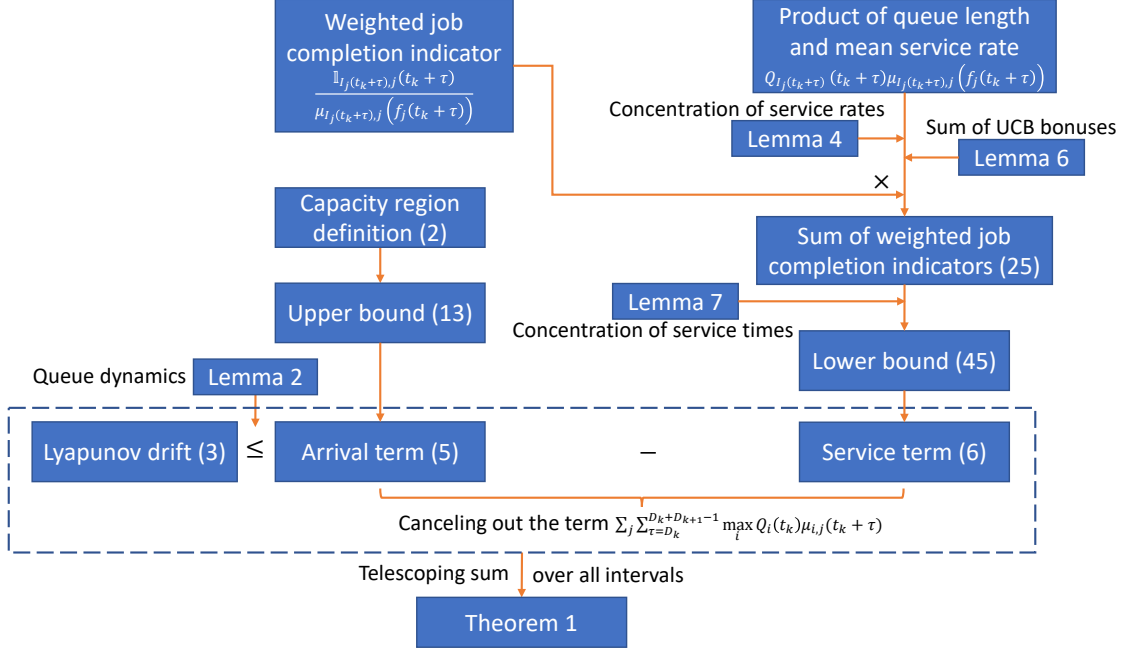 Weighted job
completion indicator
𝕀_{I_j(t_k+τ),j}(t_k + τ)
μ_{I_j(t_k+τ),j}(f_j(t_k + τ))
Product of queue length
and mean service rate
Q_{I_j(t_k+τ)}(t_k + τ)μ_{I_j(t_k+τ),j}(f_j(t_k + τ))
Concentration of service rates
Lemma 4
Sum of UCB bonuses
Lemma 6
×
Capacity region
definition (2)
Sum of weighted job
completion indicators (25)
Upper bound (13)
Lemma 7
Concentration of service times
Lower bound (45)
Queue dynamics
Lemma 2
Lyapunov drift (3)
≤
Arrival term (5)
−
Service term (6)
Canceling out the term ∑_j ∑_{τ=D_k}^{D_k+D_{k+1}−1} max_i Q_i(t_k)μ_{i,j}(t_k + τ)
Telescoping sum over all intervals
Theorem 1